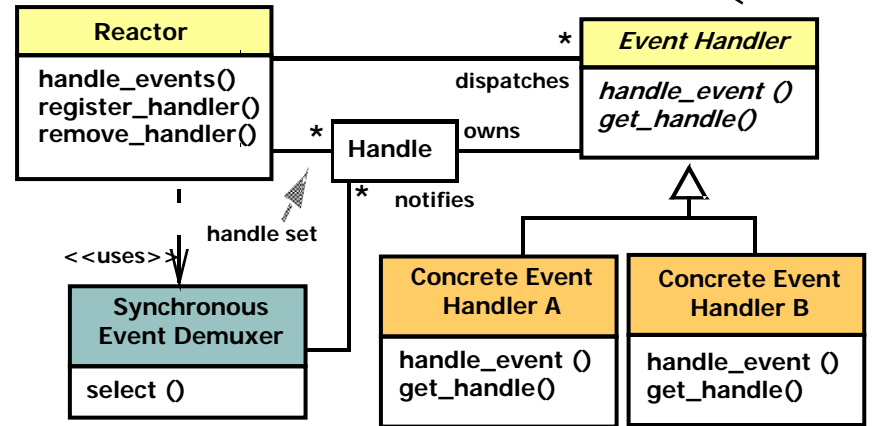 Reactor
handle_events()
register_handler()
remove_handler()
*
dispatches
Event Handler
handle_event ()
get_handle()
*
Handle
owns
*
notifies
handle set
<<uses>>
Synchronous
Event Demuxer
select ()
Concrete Event
Handler A
handle_event ()
get_handle()
Concrete Event
Handler B
handle_event ()
get_handle()